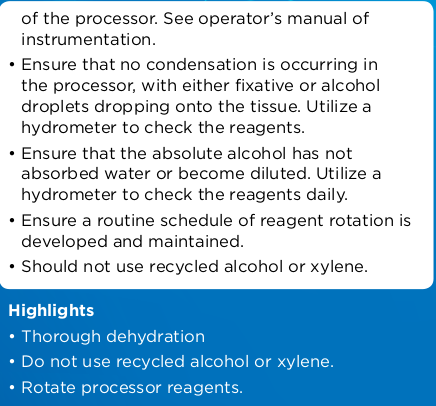 of the processor. See operator’s manual of
instrumentation.
• Ensure that no condensation is occurring in
the processor, with either fixative or alcohol
droplets dropping onto the tissue. Utilize a
hydrometer to check the reagents.
• Ensure that the absolute alcohol has not
absorbed water or become diluted. Utilize a
hydrometer to check the reagents daily.
• Ensure a routine schedule of reagent rotation is
developed and maintained.
• Should not use recycled alcohol or xylene.
Highlights
• Thorough dehydration
• Do not use recycled alcohol or xylene.
• Rotate processor reagents.